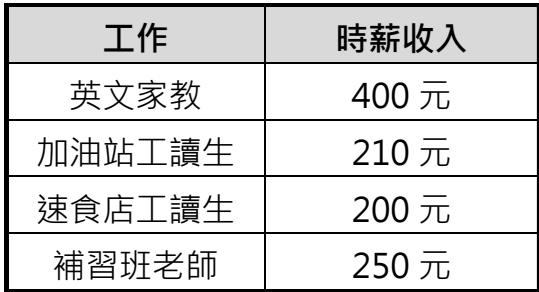 工作 時薪收入
英文家教 400 元
加油站工讀生 210 元
速食店工讀生 200 元
補習班老師 250 元